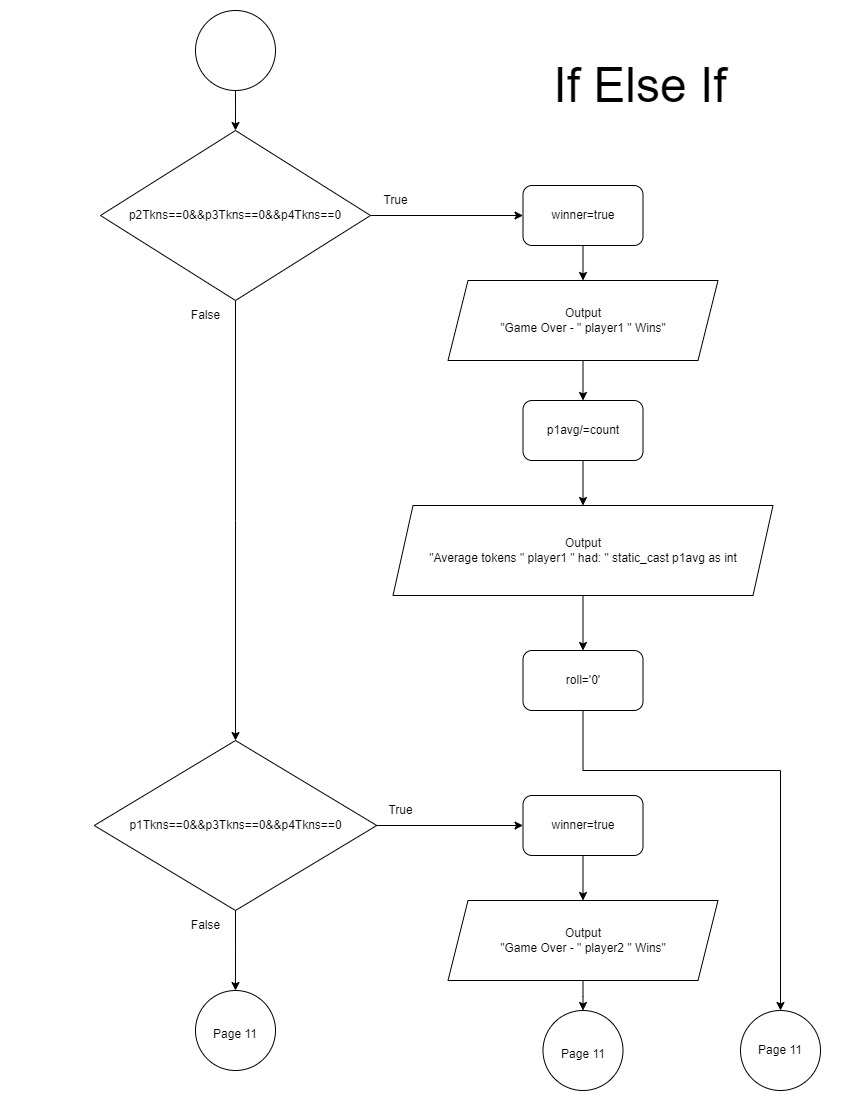 If Else If
p2Tkns==0&&p3Tkns==0&&p4Tkns==0
True
winner=true
False
Output
"Game Over - " player1 " Wins"
p1avg/=count
Output
"Average tokens " player1 " had: " static_cast p1avg as int
roll='0'
p1Tkns==0&&p3Tkns==0&&p4Tkns==0
True
winner=true
False
Output
"Game Over - " player2 " Wins"
Page 11
Page 11
Page 11